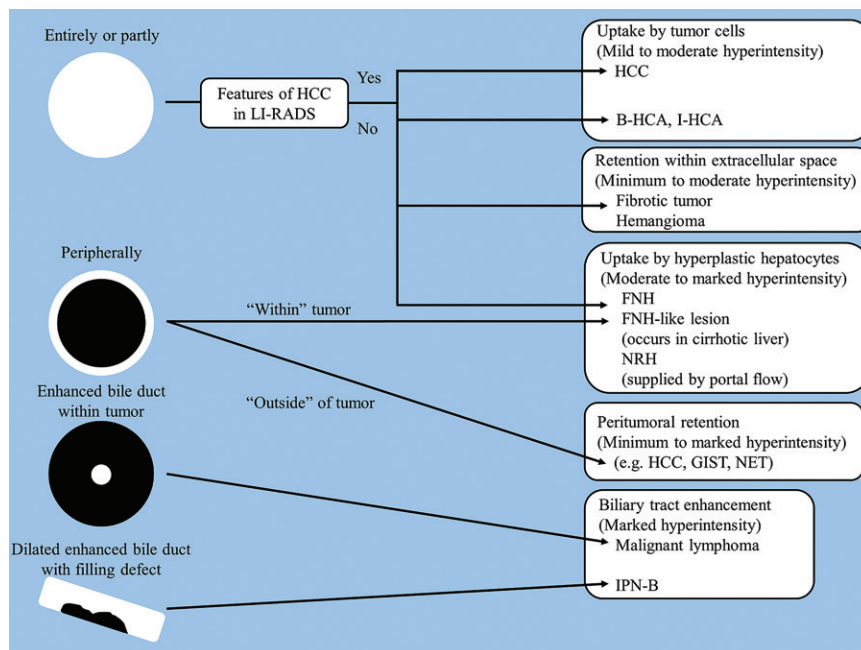 Entirely or partly
Features of HCC
in LI-RADS
Yes
No
Uptake by tumor cells
(Mild to moderate hyperintensity)
HCC
B-HCA, I-HCA
Retention within extracellular space
(Minimum to moderate hyperintensity)
Fibrotic tumor
Hemangioma
Peripherally
"Within" tumor
"Outside" of tumor
Uptake by hyperplastic hepatocytes
(Moderate to marked hyperintensity)
FNH
FNH-like lesion
(occurs in cirrhotic liver)
NRH
(supplied by portal flow)
Enhanced bile duct
within tumor
Peritumoral retention
(Minimum to marked hyperintensity)
(e.g. HCC, GIST, NET)
Dilated enhanced bile duct
with filling defect
Biliary tract enhancement
(Marked hyperintensity)
Malignant lymphoma
IPN-B